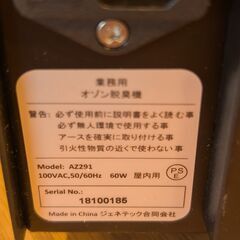 業務用
オゾン脱臭機
警告: 必ず使用前に説明書をよく読む事
必ず無人環境で使用する事
アースを確実に取り付ける事
引火性物質の近くで使わない事
Model: AZ291
100VAC,50/60Hz 60W 屋内用
PSE
Serial No.:
18100185
Made in China ジェネテック合同会社